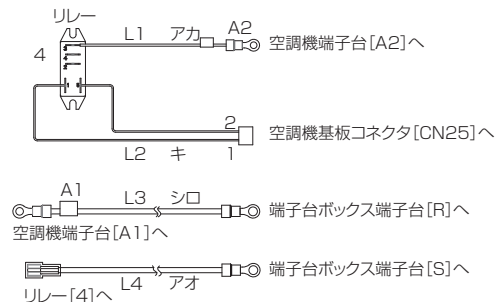 リレー
L1 アカ A2
空調機端子台[A2]へ
4
2
空調機基板コネクタ[CN25]へ
L2 キ 1
A1 L3 シロ
端子台ボックス端子台[R]へ
空調機端子台[A1]へ
端子台ボックス端子台[S]へ
L4 アオ
リレー[4]へ